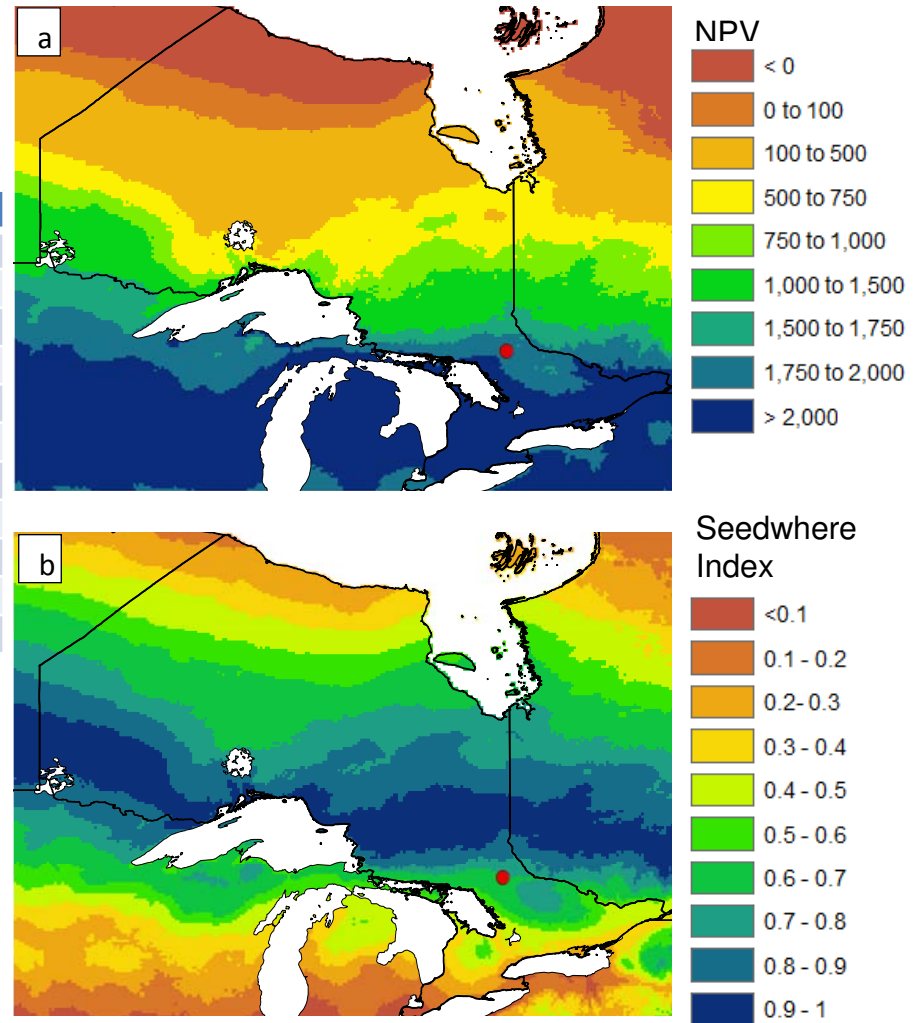 a
NPV
< 0
0 to 100
100 to 500
500 to 750
750 to 1,000
1,000 to 1,500
1,500 to 1,750
1,750 to 2,000
> 2,000
b
Seedwhere
Index
<0.1
0.1 - 0.2
0.2- 0.3
0.3 - 0.4
0.4 - 0.5
0.5 - 0.6
0.6 - 0.7
0.7 - 0.8
0.8 - 0.9
0.9 - 1